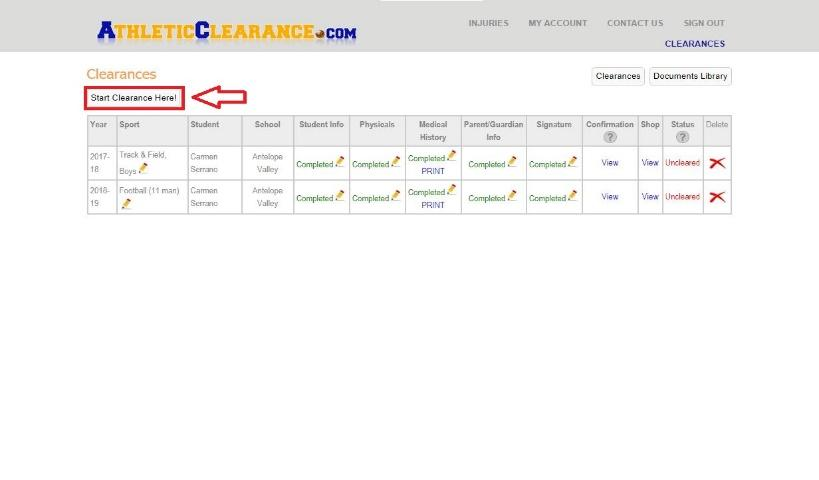 ATHLETICCLEARANCE.COM
INJURIES MY ACCOUNT CONTACT US SIGN OUT
CLEARANCES
Clearances
Clearances Documents Library
Start Clearance Here!
Year Sport Student School Student Info Physicals Medical History Parent/Guardian Info Signature Confirmation ? Shop Status ? Delete
2017-18 Track & Field, Boys Carmen Serrano Antelope Valley Completed Completed Completed PRINT Completed Completed View View Uncleared
2018-19 Football (11 man) Carmen Serrano Antelope Valley Completed Completed Completed PRINT Completed Completed View View Uncleared